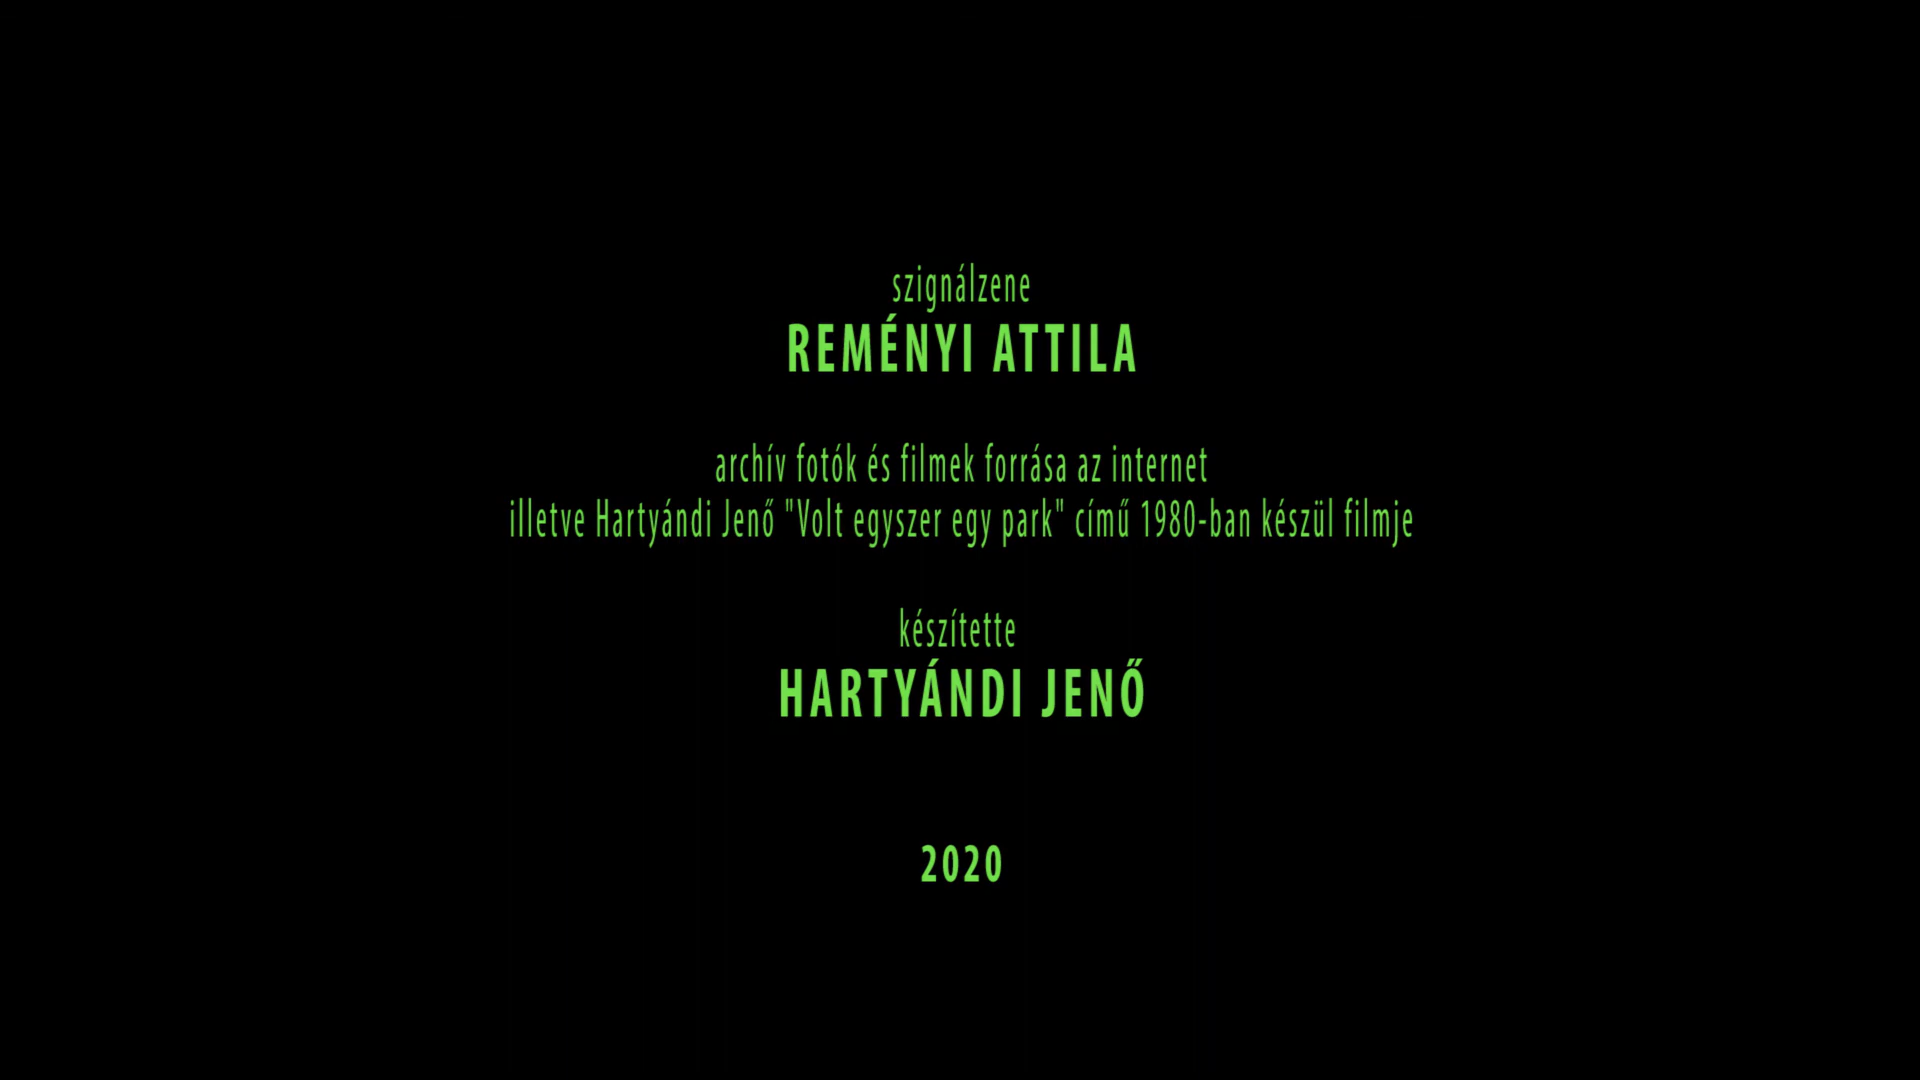 szignálzene
REMÉNYI ATTILA
archív fotók és filmek forrása az internet
illetve Hartyándi Jenő "Volt egyszer egy park" című 1980-ban készül filmje
készítette
HARTYÁNDI JENŐ
2020